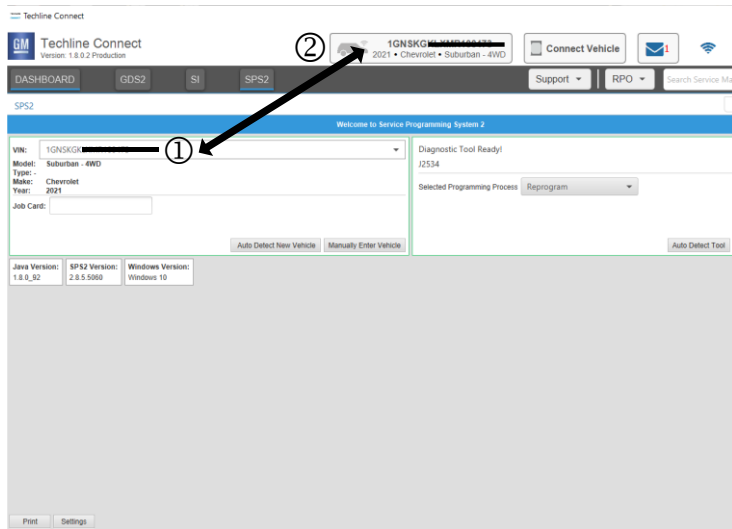 Techline Connect
GM
Techline Connect
Version: 1.8.0.2 Production
②
2021 • Chevrolet • Suburban - 4WD
Connect Vehicle
1
DASHBOARD
GDS2
SI
SPS2
Support
RPO
Search Service Ma
SPS2
Welcome to Service Programming System 2
VIN: 1GNSKGK
①
Model: Suburban - 4WD
Type: -
Make: Chevrolet
Year: 2021
Job Card:
Auto Detect New Vehicle
Manually Enter Vehicle
Diagnostic Tool Ready!
J2534
Selected Programming Process
Reprogram
Auto Detect Tool
Java Version:
1.8.0_92
SPS2 Version:
2.8.5.5060
Windows Version:
Windows 10
Print
Settings